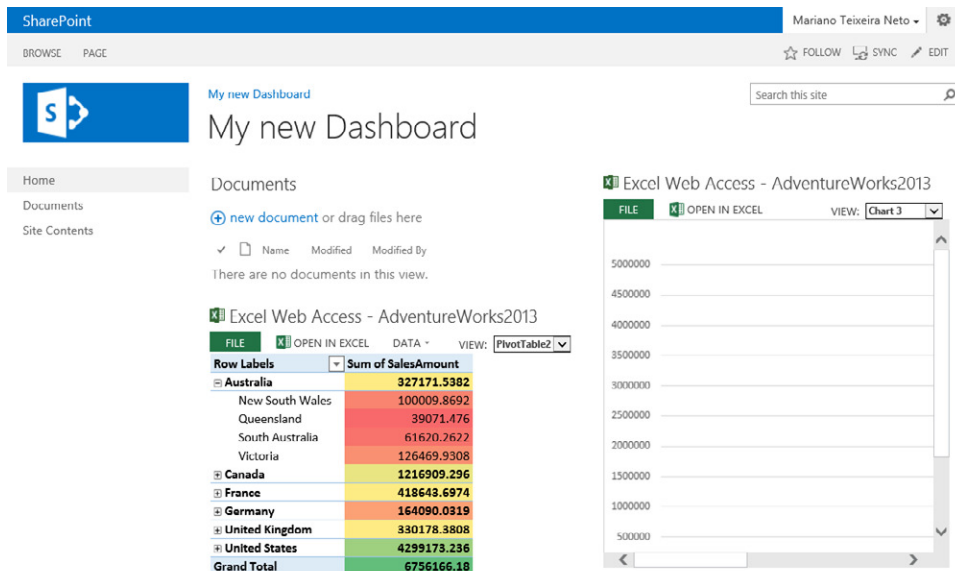 SharePoint
Mariano Teixeira Neto
BROWSE PAGE
FOLLOW SYNC EDIT
S
My new Dashboard
Search this site
My new Dashboard
Home
Documents
Site Contents
Documents
new document or drag files here
Name Modified Modified By
There are no documents in this view.
Excel Web Access - AdventureWorks2013
FILE OPEN IN EXCEL DATA VIEW: PivotTable2
Row Labels Sum of SalesAmount
Australia 327171.5382
New South Wales 100009.8692
Queensland 39071.476
South Australia 61620.2622
Victoria 126469.9308
Canada 1216909.296
France 418643.6974
Germany 164090.0319
United Kingdom 330178.3808
United States 4299173.236
Grand Total 6756166.18
Excel Web Access - AdventureWorks2013
FILE OPEN IN EXCEL VIEW: Chart 3
5000000
4500000
4000000
3500000
3000000
2500000
2000000
1500000
1000000
500000